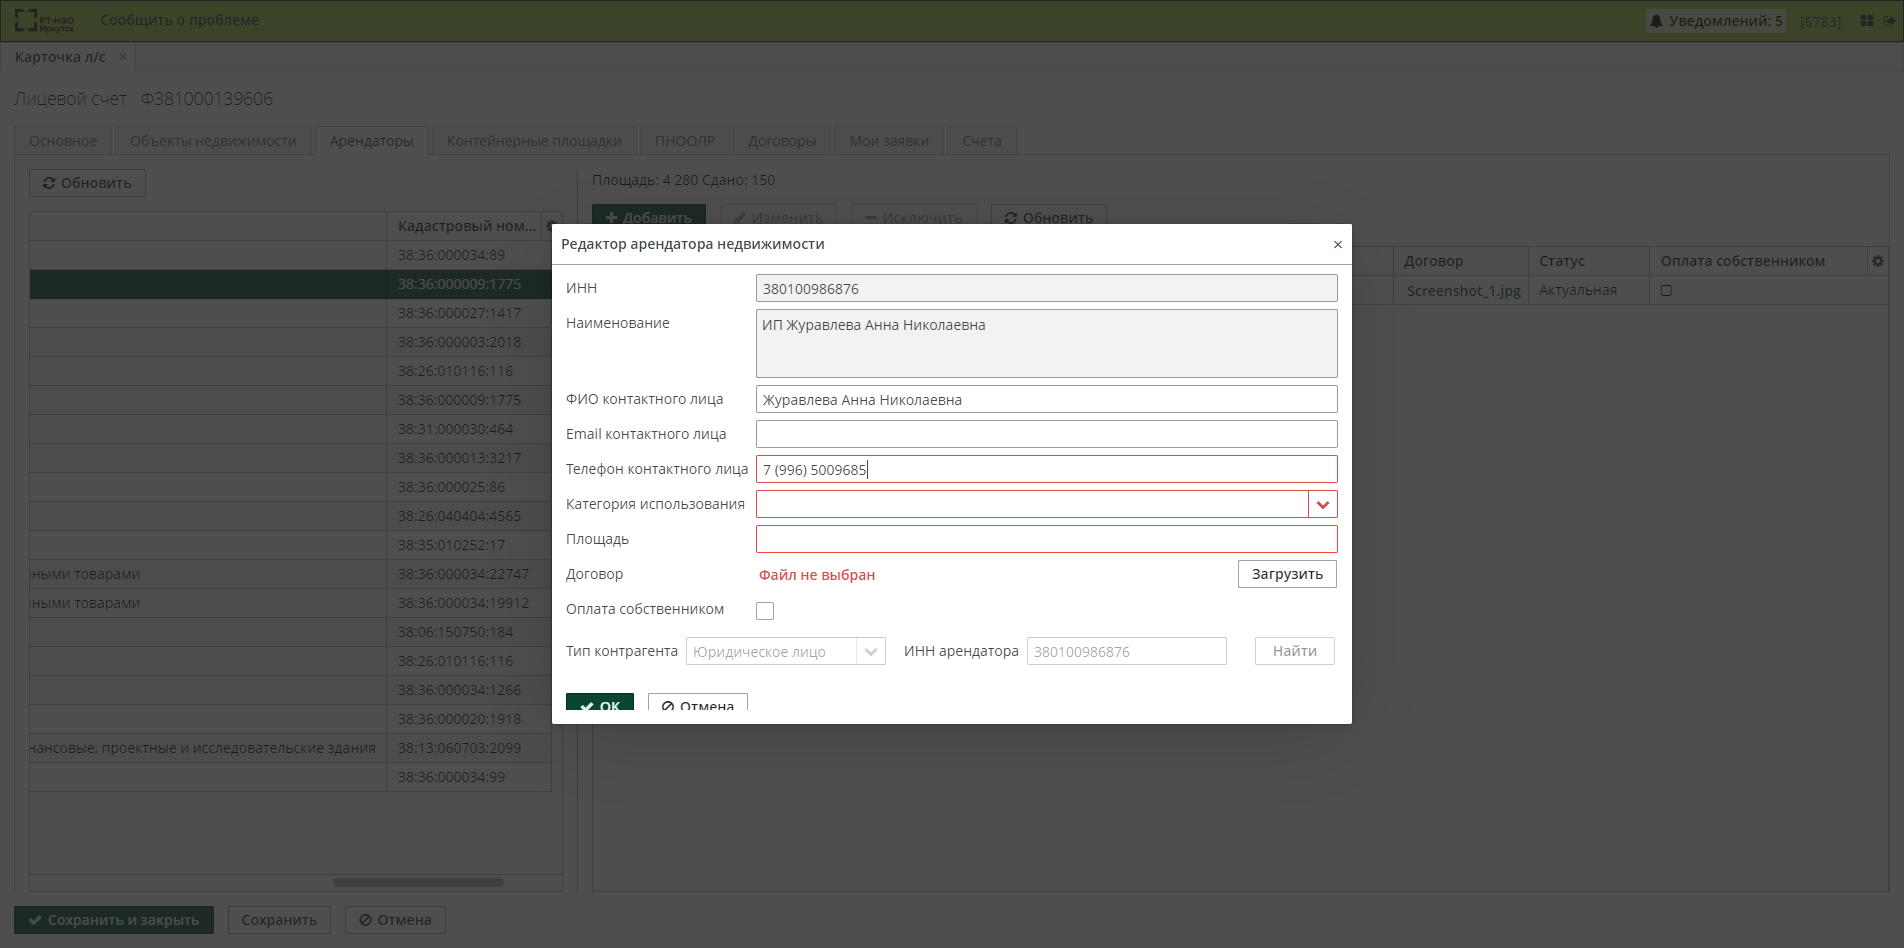 РТ-НЭО
Иркутск
Сообщить о проблеме
Уведомлений: 5
[6783]
Карточка л/с ×
Лицевой счет Ф381000139606
Основное
Объекты недвижимости
Арендаторы
Контейнерные площадки
ПНООЛР
Договоры
Мои заявки
Счета
Обновить
Кадастровый ном...
38:36:000034:89
38:36:000009:1775
38:36:000027:1417
38:36:000003:2018
38:26:010116:116
38:36:000009:1775
38:31:000030:464
38:36:000013:3217
38:36:000025:86
38:26:040404:4565
38:35:010252:17
ными товарами 38:36:000034:22747
ными товарами 38:36:000034:19912
38:06:150750:184
38:26:010116:116
38:36:000034:1266
38:36:000020:1918
нансовые, проектные и исследовательские здания 38:13:060703:2099
38:36:000034:99
Площадь: 4 280 Сдано: 150
Добавить
Изменить
Исключить
Обновить
Договор
Статус
Оплата собственником
Screenshot_1.jpg
Актуальная
Редактор арендатора недвижимости ×
ИНН 380100986876
Наименование ИП Журавлева Анна Николаевна
ФИО контактного лица Журавлева Анна Николаевна
Email контактного лица
Телефон контактного лица 7 (996) 5009685
Категория использования
Площадь
Договор Файл не выбран Загрузить
Оплата собственником
Тип контрагента Юридическое лицо ИНН арендатора 380100986876 Найти
ОК
Отмена
Сохранить и закрыть
Сохранить
Отмена